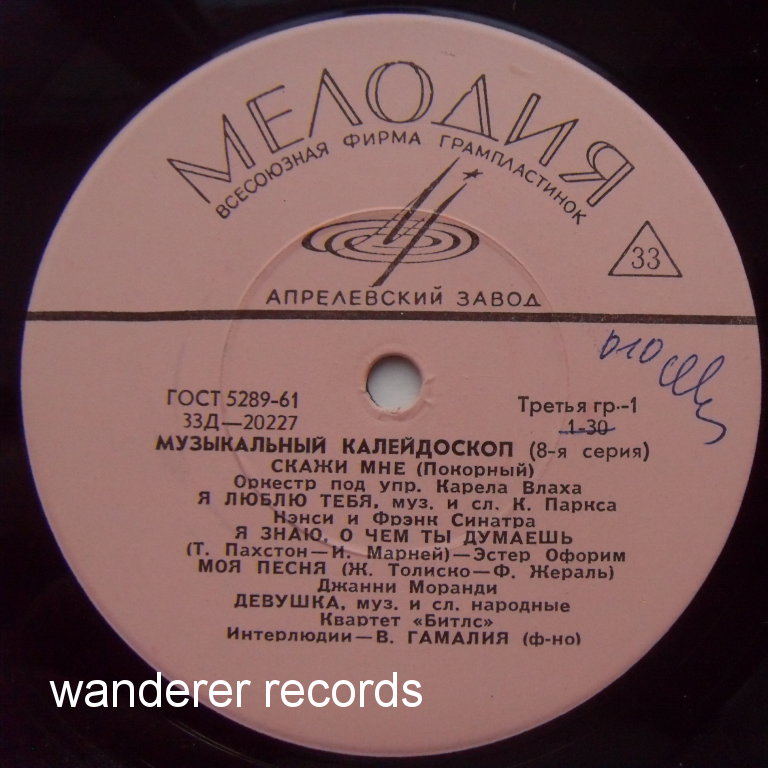 МЕЛОДИЯ
ВСЕСОЮЗНАЯ ФИРМА ГРАМПЛАСТИНОК
33
АПРЕЛЕВСКИЙ ЗАВОД
ГОСТ 5289-61
33Д—20227
Третья гр.-1
1-30
МУЗЫКАЛЬНЫЙ КАЛЕЙДОСКОП (8-я серия)
СКАЖИ МНЕ (Покорный)
Оркестр под упр. Карела Влаха
Я ЛЮБЛЮ ТЕБЯ, муз. и сл. К. Паркса
Нэнси и Фрэнк Синатра
Я ЗНАЮ, О ЧЕМ ТЫ ДУМАЕШЬ
(Т. Пахстон—И. Марней)—Эстер Офорим
МОЯ ПЕСНЯ (Ж. Толиско—Ф. Жераль)
Джанни Моранди
ДЕВУШКА, муз. и сл. народные
Квартет «Битлс»
Интерлюдии—В. ГАМАЛИЯ (ф-но)
wanderer records